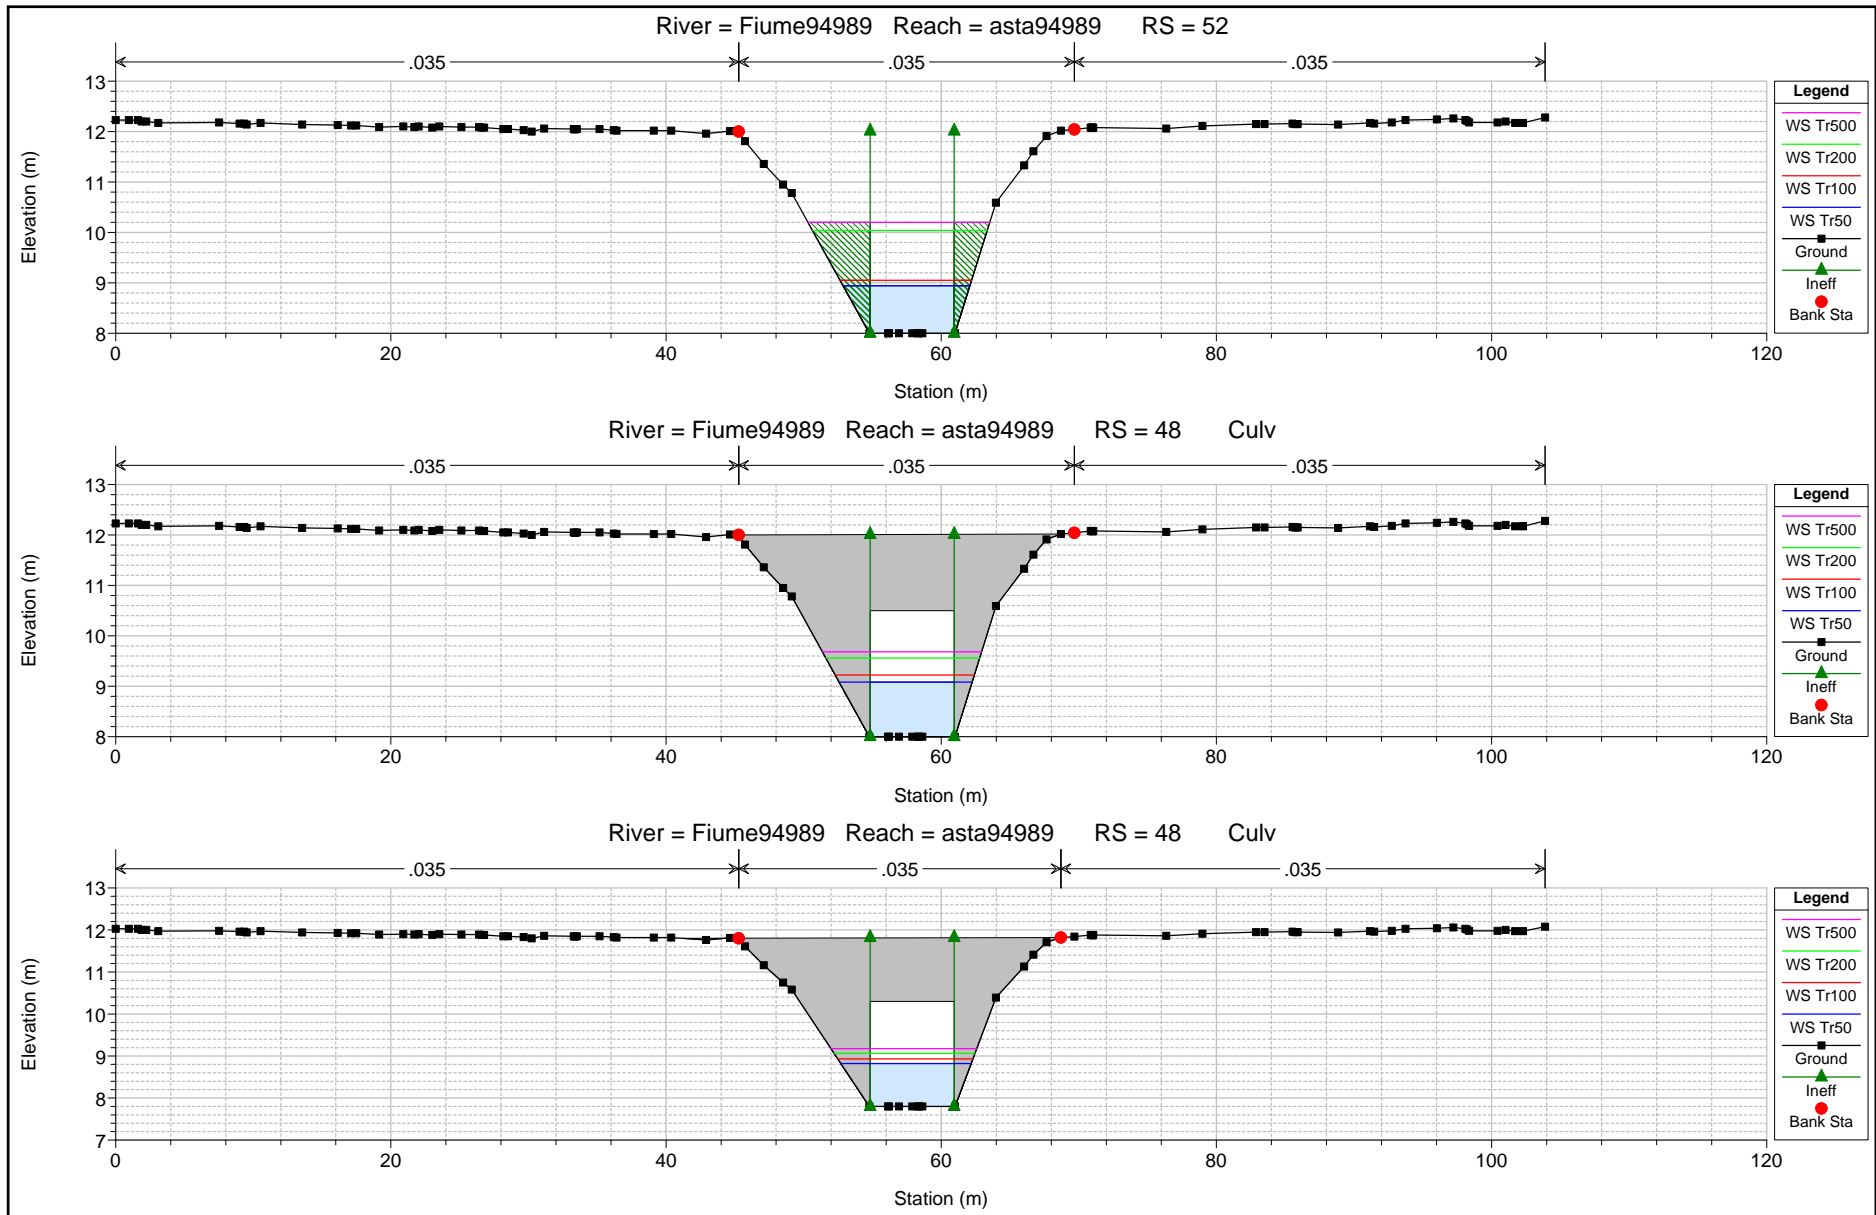 River = Fiume94989 Reach = asta94989 RS = 52
.035 .035 .035
13
12
11
10
9
8
Elevation (m)
0 20 40 60 80 100 120
Station (m)
Legend
WS Tr500
WS Tr200
WS Tr100
WS Tr50
Ground
Ineff
Bank Sta
River = Fiume94989 Reach = asta94989 RS = 48 Culv
.035 .035 .035
13
12
11
10
9
8
Elevation (m)
0 20 40 60 80 100 120
Station (m)
Legend
WS Tr500
WS Tr200
WS Tr100
WS Tr50
Ground
Ineff
Bank Sta
River = Fiume94989 Reach = asta94989 RS = 48 Culv
.035 .035 .035
13
12
11
10
9
8
7
Elevation (m)
0 20 40 60 80 100 120
Station (m)
Legend
WS Tr500
WS Tr200
WS Tr100
WS Tr50
Ground
Ineff
Bank Sta